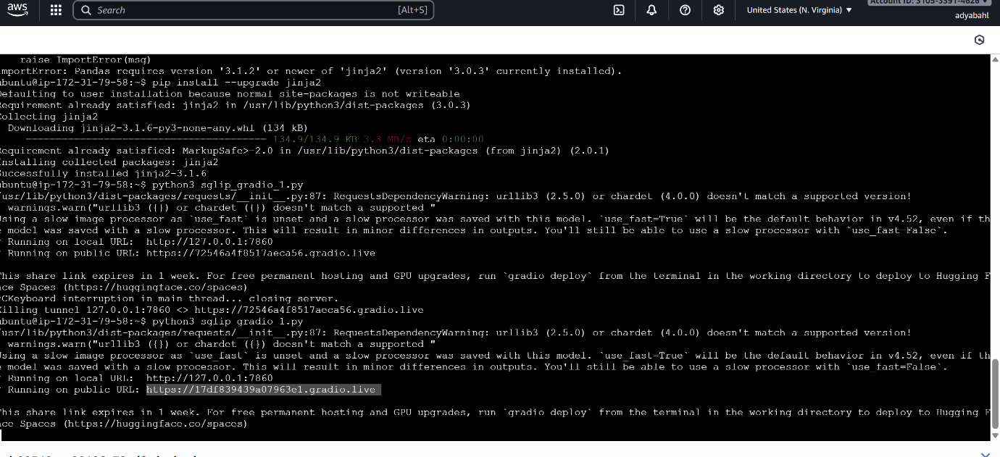 aws
Search [Alt+S]
United States (N. Virginia)
Account ID: 3105-3391-4626
adyabahl
raise ImportError(msg)
mportError: Pandas requires version '3.1.2' or newer of 'jinja2' (version '3.0.3' currently installed).
ubuntu@ip-172-31-79-58:~$ pip install --upgrade jinja2
Defaulting to user installation because normal site-packages is not writeable
Requirement already satisfied: jinja2 in /usr/lib/python3/dist-packages (3.0.3)
Collecting jinja2
Downloading jinja2-3.1.6-py3-none-any.whl (134 kB)
134.9/134.9 KB 3.3 MB/s eta 0:00:00
Requirement already satisfied: MarkupSafe>=2.0 in /usr/lib/python3/dist-packages (from jinja2) (2.0.1)
Installing collected packages: jinja2
Successfully installed jinja2-3.1.6
ubuntu@ip-172-31-79-58:~$ python3 sglip_gradio_1.py
/usr/lib/python3/dist-packages/requests/__init__.py:87: RequestsDependencyWarning: urllib3 (2.5.0) or chardet (4.0.0) doesn't match a supported version!
warnings.warn("urllib3 ({}) or chardet ({}) doesn't match a supported "
Using a slow image processor as `use_fast` is unset and a slow processor was saved with this model. `use_fast=True` will be the default behavior in v4.52, even if th
e model was saved with a slow processor. This will result in minor differences in outputs. You'll still be able to use a slow processor with `use_fast=False`.
* Running on local URL: http://127.0.0.1:7860
* Running on public URL: https://72546a4f8517aeca56.gradio.live
This share link expires in 1 week. For free permanent hosting and GPU upgrades, run `gradio deploy` from the terminal in the working directory to deploy to Hugging F
ace Spaces (https://huggingface.co/spaces)
^CKeyboard interruption in main thread... closing server.
Killing tunnel 127.0.0.1:7860 <> https://72546a4f8517aeca56.gradio.live
ubuntu@ip-172-31-79-58:~$ python3 sglip_gradio_1.py
/usr/lib/python3/dist-packages/requests/__init__.py:87: RequestsDependencyWarning: urllib3 (2.5.0) or chardet (4.0.0) doesn't match a supported version!
warnings.warn("urllib3 ({}) or chardet ({}) doesn't match a supported "
Using a slow image processor as `use_fast` is unset and a slow processor was saved with this model. `use_fast=True` will be the default behavior in v4.52, even if th
e model was saved with a slow processor. This will result in minor differences in outputs. You'll still be able to use a slow processor with `use_fast=False`.
* Running on local URL: http://127.0.0.1:7860
* Running on public URL: https://17df839439a07963e1.gradio.live
This share link expires in 1 week. For free permanent hosting and GPU upgrades, run `gradio deploy` from the terminal in the working directory to deploy to Hugging F
ace Spaces (https://huggingface.co/spaces)